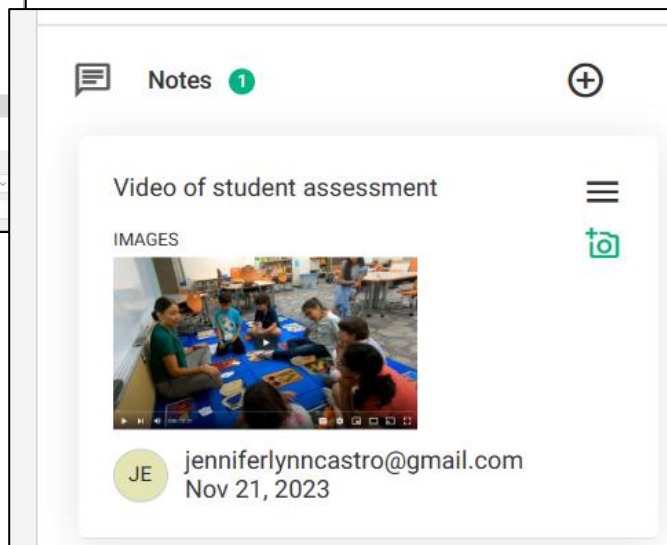 Notes 1
Video of student assessment
IMAGES
JE
jenniferlynncastro@gmail.com
Nov 21, 2023